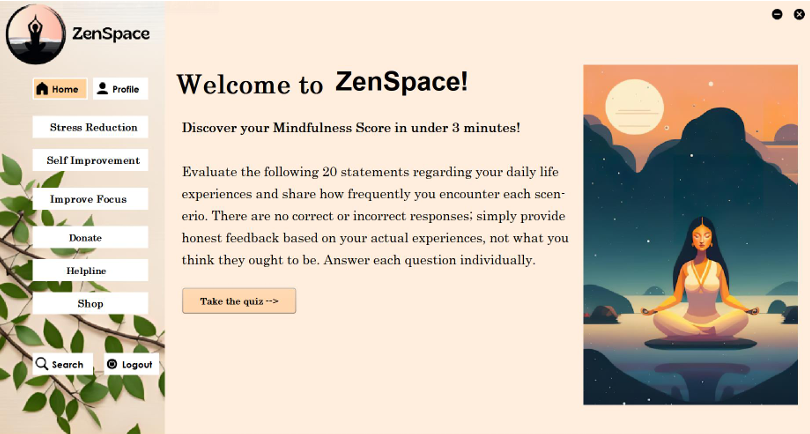 ZenSpace
Home
Profile
Stress Reduction
Self Improvement
Improve Focus
Donate
Helpline
Shop
Search
Logout
Welcome to ZenSpace!
Discover your Mindfulness Score in under 3 minutes!
Evaluate the following 20 statements regarding your daily life
experiences and share how frequently you encounter each scen-
erio. There are no correct or incorrect responses; simply provide
honest feedback based on your actual experiences, not what you
think they ought to be. Answer each question individually.
Take the quiz -->